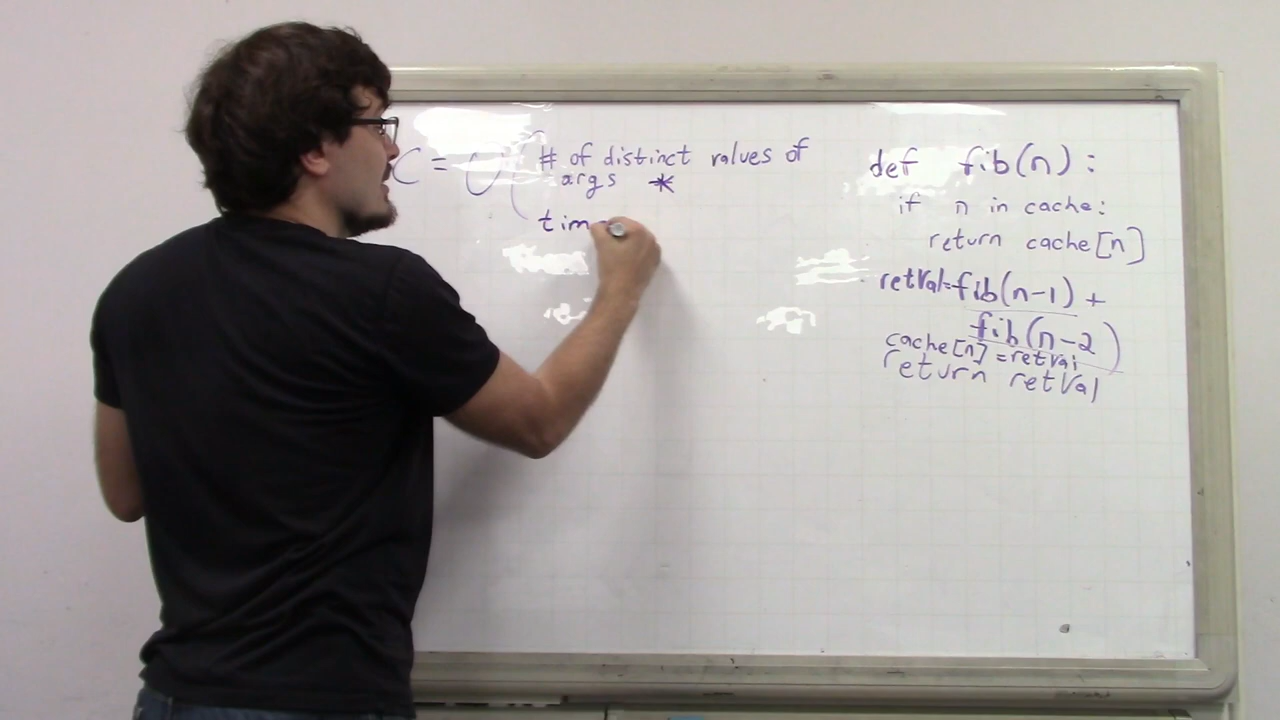 C = O( # of distinct values of
args *
tim
def fib(n):
if n in cache:
return cache[n]
retVal=fib(n-1) +
fib(n-2)
cache[n]=retVal
return retVal